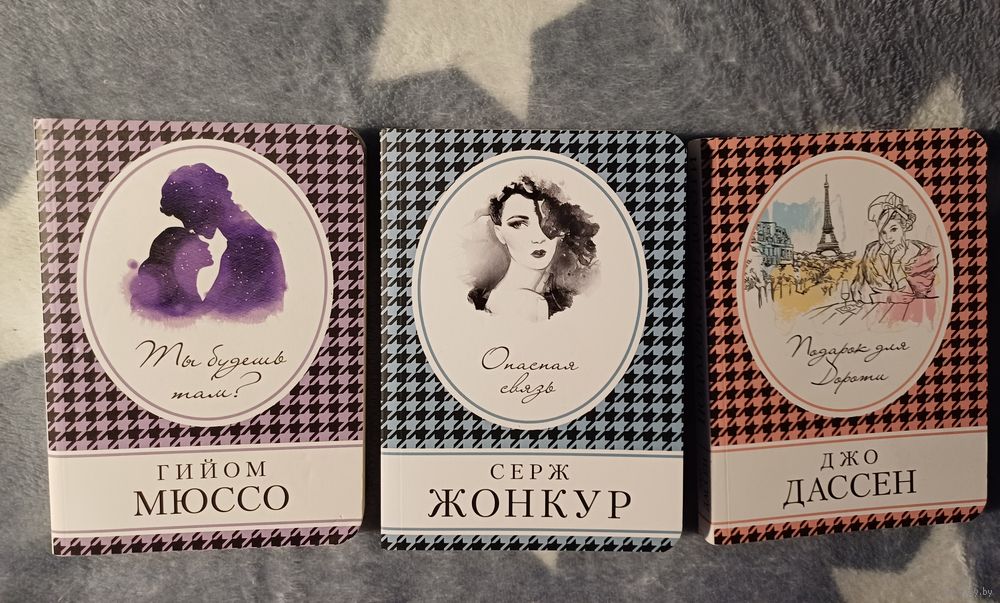 Ты будешь
там?
ГИЙОМ
МЮССО
Опасная
связь
СЕРЖ
ЖОНКУР
Подарок для
Дороти
ДЖО
ДАССЕН